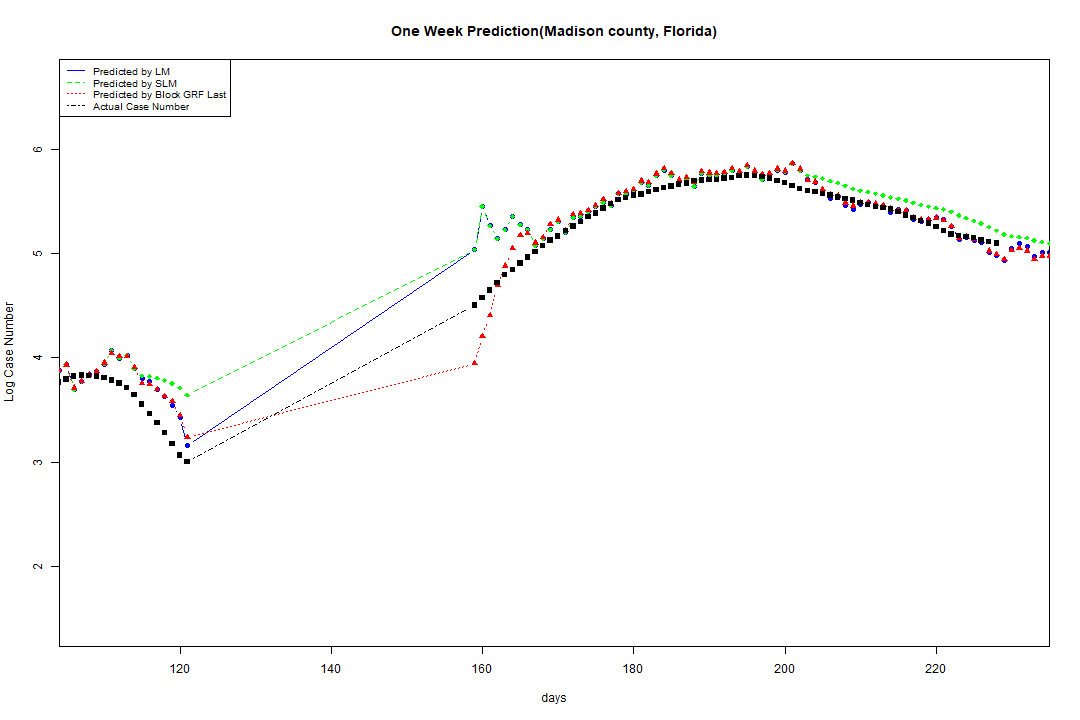 One Week Prediction(Madison county, Florida)
Predicted by LM
Predicted by SLM
Predicted by Block GRF Last
Actual Case Number
Log Case Number
6
5
4
3
2
120 140 160 180 200 220
days